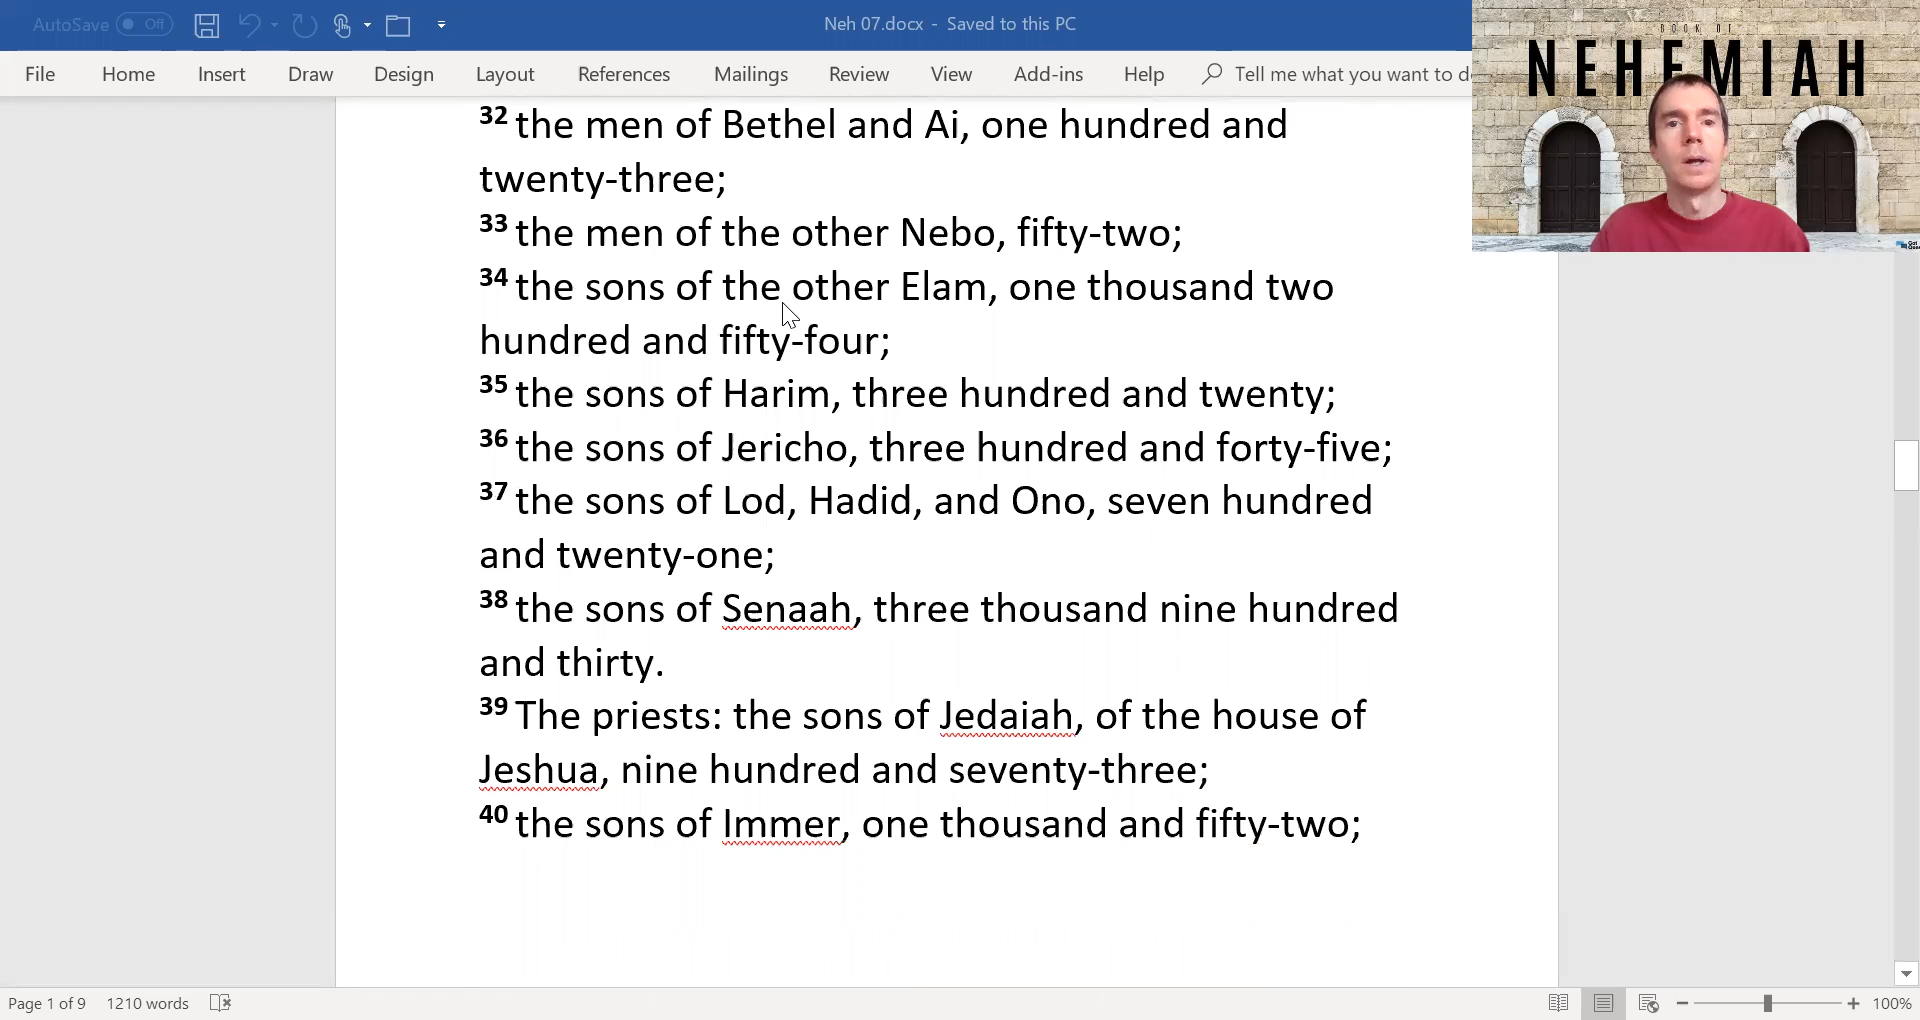 AutoSave Off
Neh 07.docx - Saved to this PC
File Home Insert Draw Design Layout References Mailings Review View Add-ins Help Tell me what you want to d
BOOK OF
NEHEMIAH
32 the men of Bethel and Ai, one hundred and
twenty-three;
33 the men of the other Nebo, fifty-two;
34 the sons of the other Elam, one thousand two
hundred and fifty-four;
35 the sons of Harim, three hundred and twenty;
36 the sons of Jericho, three hundred and forty-five;
37 the sons of Lod, Hadid, and Ono, seven hundred
and twenty-one;
38 the sons of Senaah, three thousand nine hundred
and thirty.
39 The priests: the sons of Jedaiah, of the house of
Jeshua, nine hundred and seventy-three;
40 the sons of Immer, one thousand and fifty-two;
Page 1 of 9 1210 words 100%